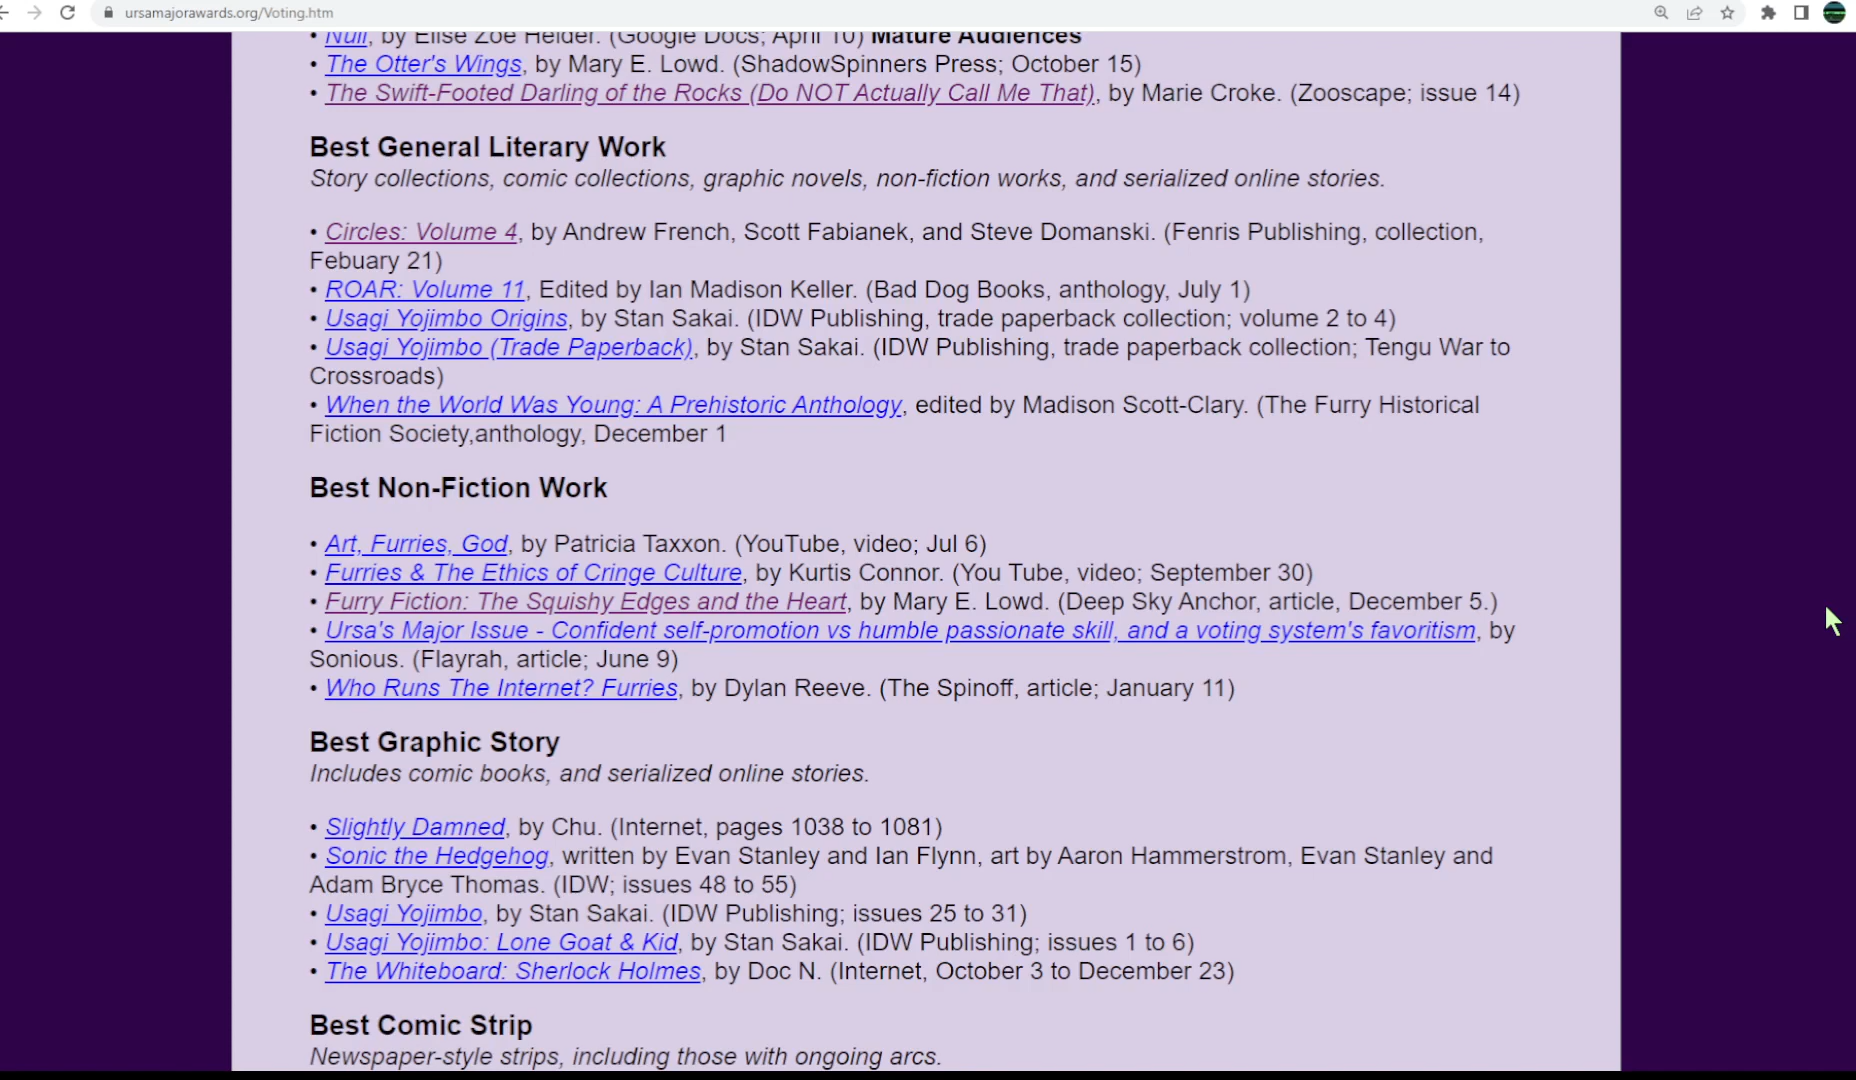 ursamajorawards.org/Voting.htm
• Null, by Elise Zoe Helder. (Google Docs; April 10) Mature Audiences
• The Otter's Wings, by Mary E. Lowd. (ShadowSpinners Press; October 15)
• The Swift-Footed Darling of the Rocks (Do NOT Actually Call Me That), by Marie Croke. (Zooscape; issue 14)
Best General Literary Work
Story collections, comic collections, graphic novels, non-fiction works, and serialized online stories.
• Circles: Volume 4, by Andrew French, Scott Fabianek, and Steve Domanski. (Fenris Publishing, collection,
Febuary 21)
• ROAR: Volume 11, Edited by Ian Madison Keller. (Bad Dog Books, anthology, July 1)
• Usagi Yojimbo Origins, by Stan Sakai. (IDW Publishing, trade paperback collection; volume 2 to 4)
• Usagi Yojimbo (Trade Paperback), by Stan Sakai. (IDW Publishing, trade paperback collection; Tengu War to
Crossroads)
• When the World Was Young: A Prehistoric Anthology, edited by Madison Scott-Clary. (The Furry Historical
Fiction Society,anthology, December 1
Best Non-Fiction Work
• Art, Furries, God, by Patricia Taxxon. (YouTube, video; Jul 6)
• Furries & The Ethics of Cringe Culture, by Kurtis Connor. (You Tube, video; September 30)
• Furry Fiction: The Squishy Edges and the Heart, by Mary E. Lowd. (Deep Sky Anchor, article, December 5.)
• Ursa's Major Issue - Confident self-promotion vs humble passionate skill, and a voting system's favoritism, by
Sonious. (Flayrah, article; June 9)
• Who Runs The Internet? Furries, by Dylan Reeve. (The Spinoff, article; January 11)
Best Graphic Story
Includes comic books, and serialized online stories.
• Slightly Damned, by Chu. (Internet, pages 1038 to 1081)
• Sonic the Hedgehog, written by Evan Stanley and Ian Flynn, art by Aaron Hammerstrom, Evan Stanley and
Adam Bryce Thomas. (IDW; issues 48 to 55)
• Usagi Yojimbo, by Stan Sakai. (IDW Publishing; issues 25 to 31)
• Usagi Yojimbo: Lone Goat & Kid, by Stan Sakai. (IDW Publishing; issues 1 to 6)
• The Whiteboard: Sherlock Holmes, by Doc N. (Internet, October 3 to December 23)
Best Comic Strip
Newspaper-style strips, including those with ongoing arcs.